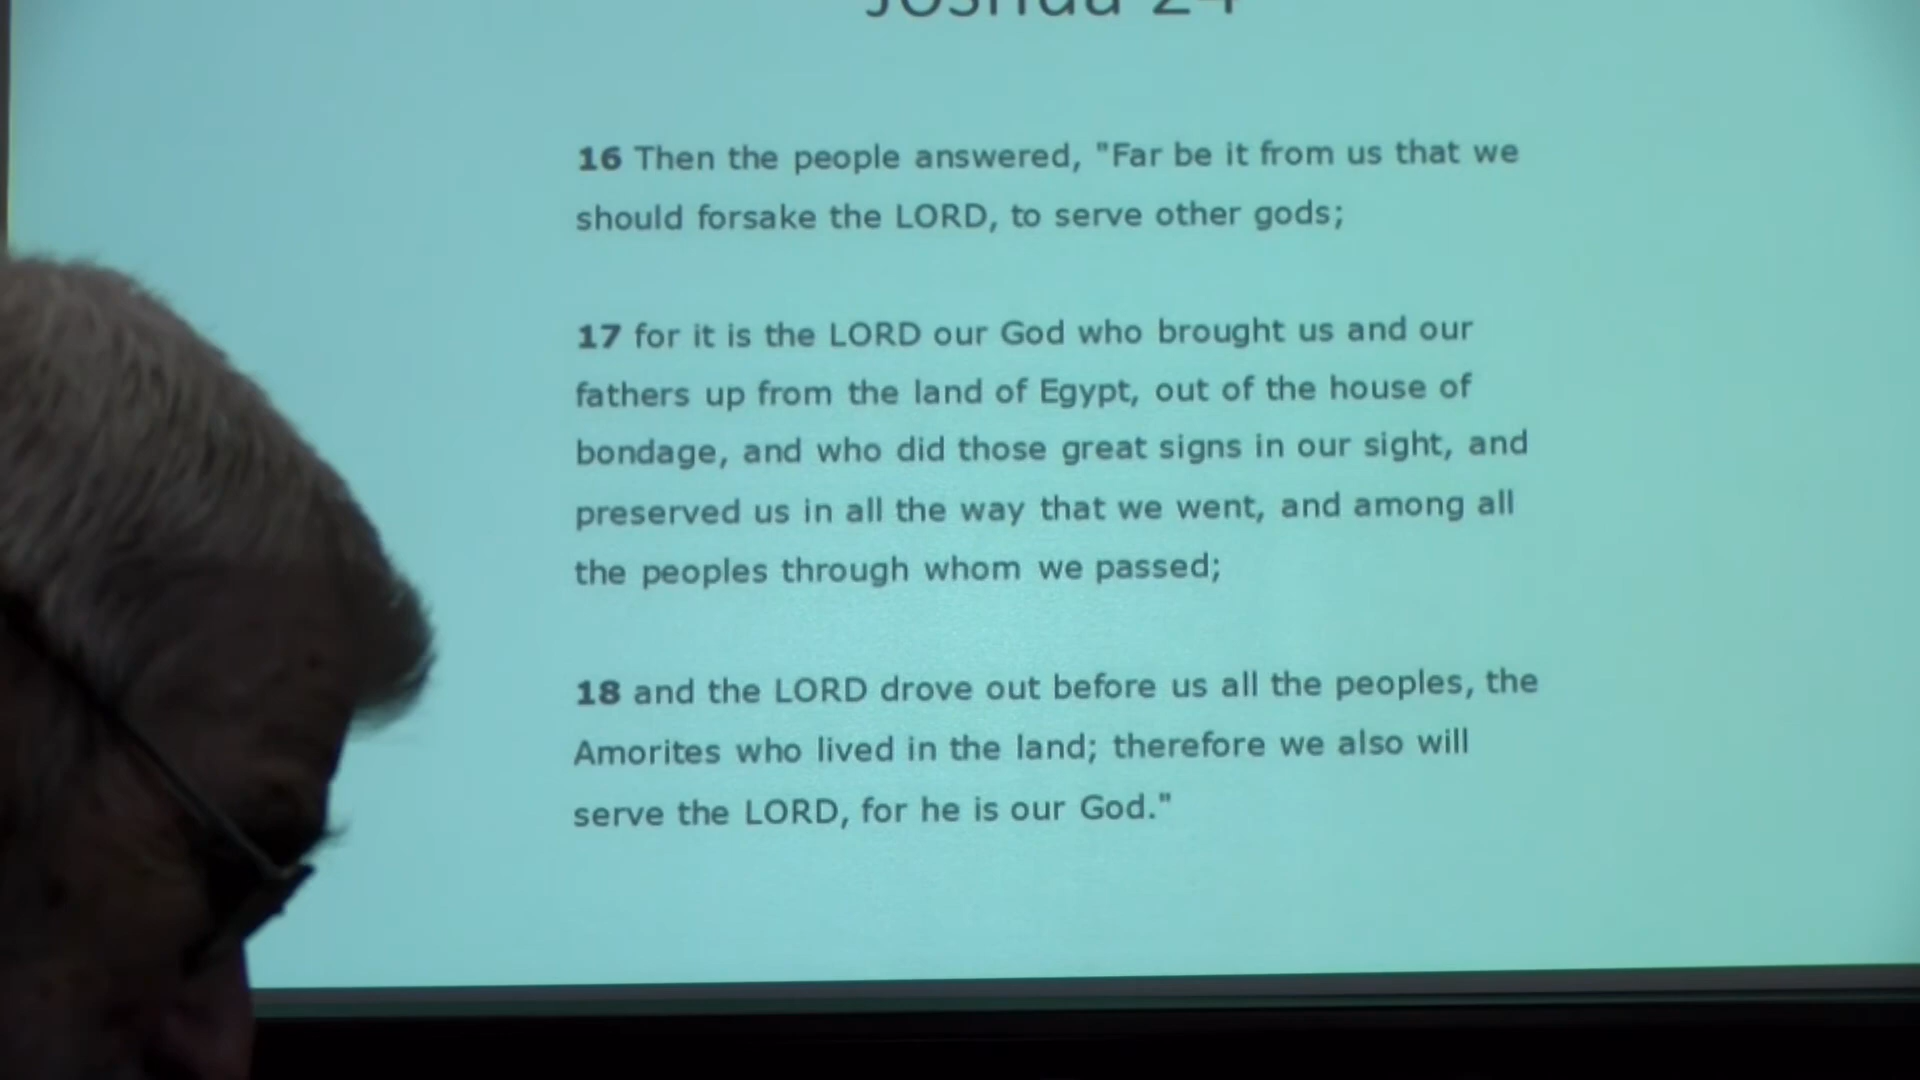 Joshua 24
16 Then the people answered, "Far be it from us that we
should forsake the LORD, to serve other gods;
17 for it is the LORD our God who brought us and our
fathers up from the land of Egypt, out of the house of
bondage, and who did those great signs in our sight, and
preserved us in all the way that we went, and among all
the peoples through whom we passed;
18 and the LORD drove out before us all the peoples, the
Amorites who lived in the land; therefore we also will
serve the LORD, for he is our God."